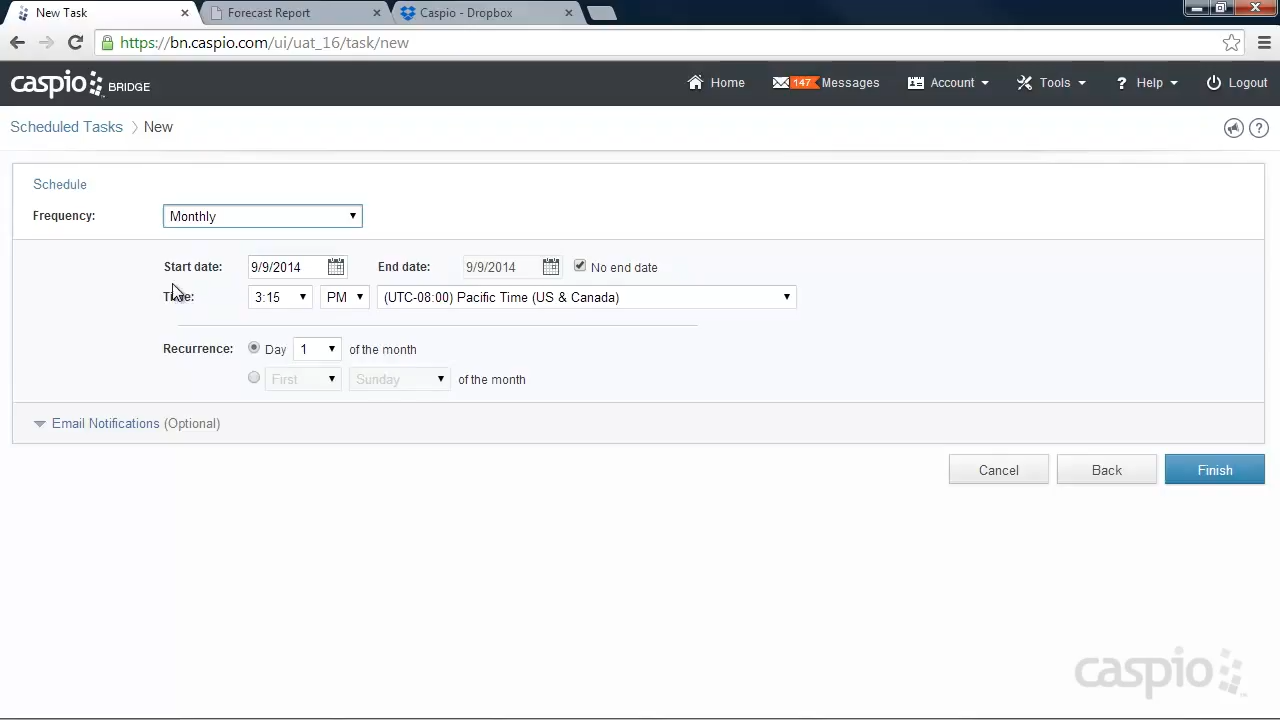 New Task
Forecast Report
Caspio - Dropbox
https://bn.caspio.com/ui/uat_16/task/new
caspio BRIDGE
Home
147 Messages
Account
Tools
? Help
Logout
Scheduled Tasks > New
?
Schedule
Frequency: Monthly
Start date: 9/9/2014 End date: 9/9/2014 No end date
Time: 3:15 PM (UTC-08:00) Pacific Time (US & Canada)
Recurrence: Day 1 of the month
First Sunday of the month
Email Notifications (Optional)
Cancel Back Finish
caspio